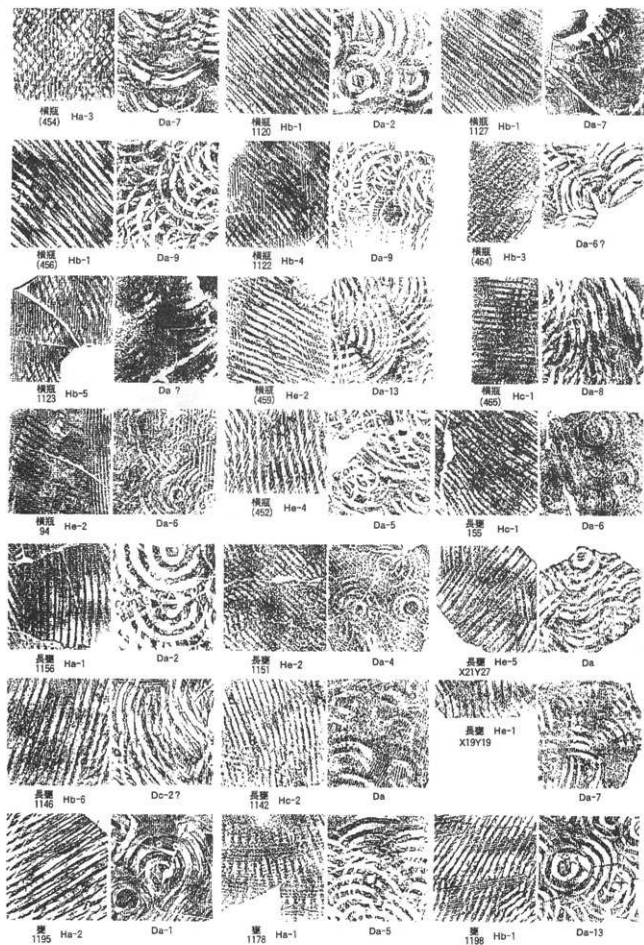 横瓶 (454) Ha-3 Da-7
横瓶 1120 Hb-1 Da-2
横瓶 1127 Hb-1 Da-7
横瓶 (456) Hb-1 Da-9
横瓶 1122 Hb-4 Da-9
横瓶 (464) Hb-3 Da-6?
横瓶 1123 Hb-5 Da ?
横瓶 (459) He-2 Da-13
横瓶 (465) Hc-1 Da-8
横瓶 94 He-2 Da-6
横瓶 (452) He-4 Da-5
長甕 155 Hc-1 Da-6
長甕 1156 Ha-1 Da-2
長甕 1151 He-2 Da-4
長甕 X21Y27 He-5 Da
長甕 1146 Hb-6 Dc-2?
長甕 1142 Hc-2 Da
長甕 X19Y19 He-1 Da-7
甕 1195 Ha-2 Da-1
甕 1178 Ha-1 Da-5
甕 1198 Hb-1 Da-13